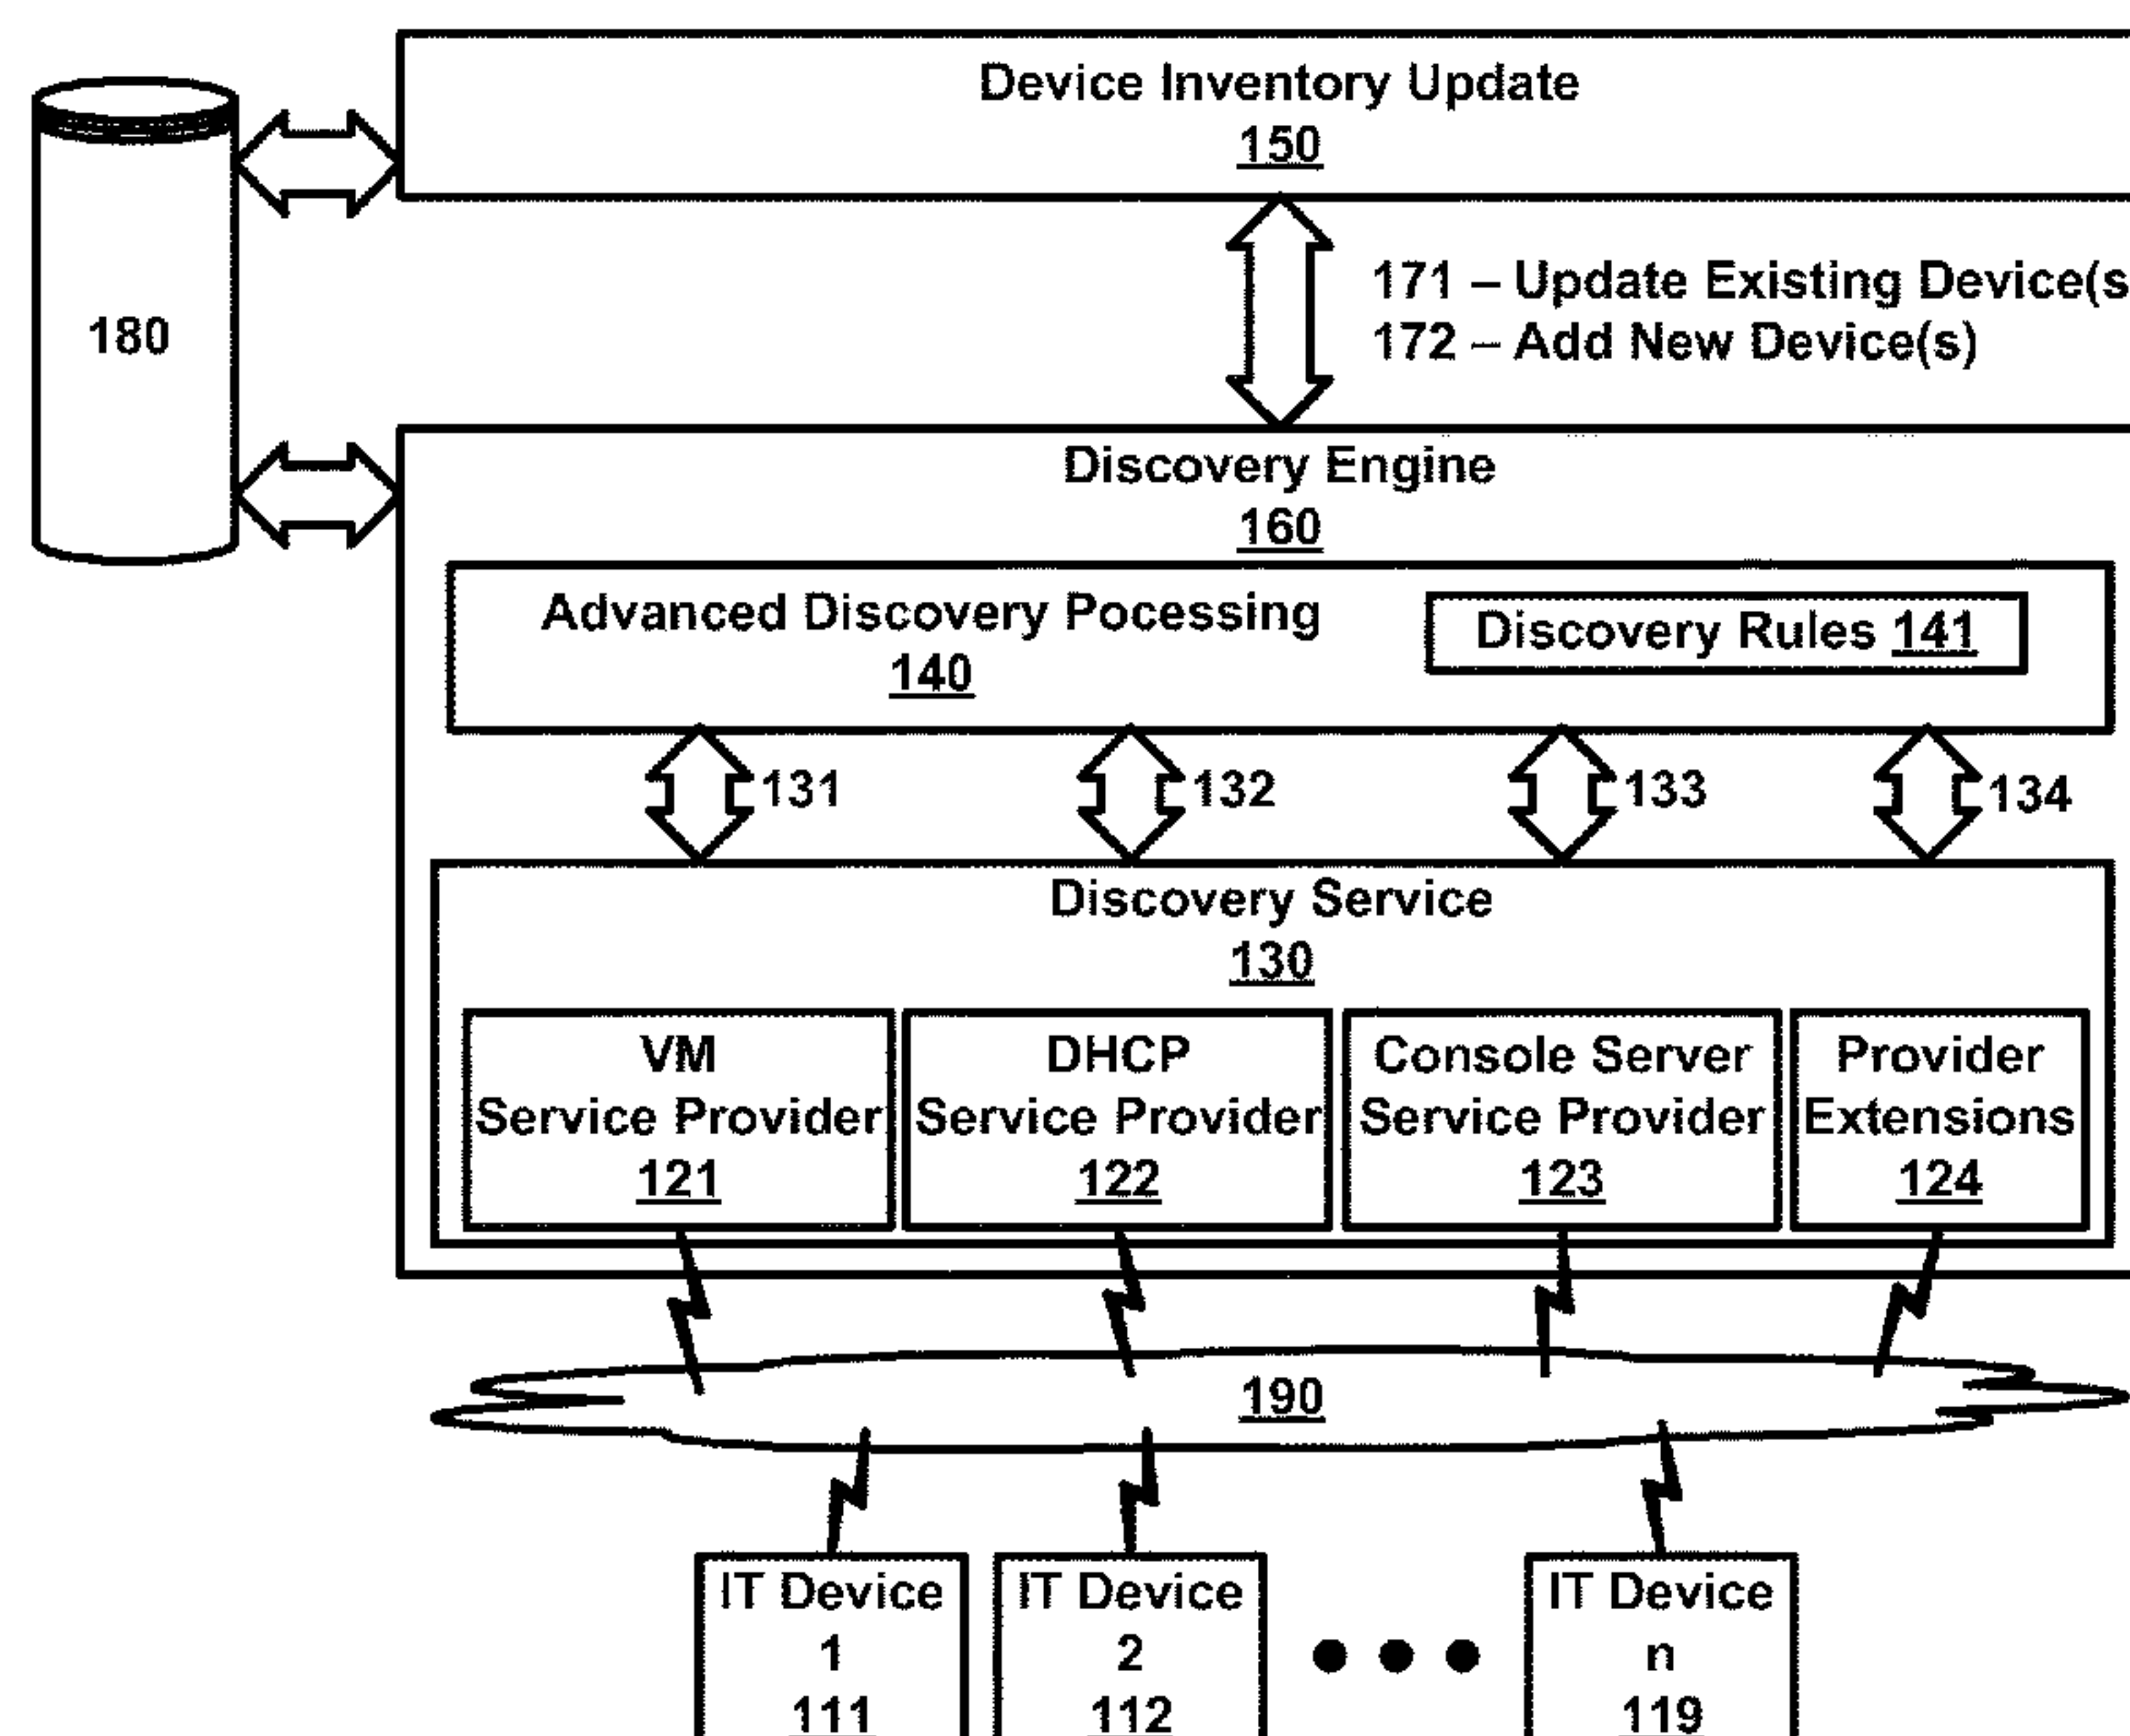 Device Inventory Update
150
180
171 – Update Existing Device(s
172 – Add New Device(s)
Discovery Engine
160
Advanced Discovery Pocessing
140
Discovery Rules 141
131
132
133
134
Discovery Service
130
VM
Service Provider
121
DHCP
Service Provider
122
Console Server
Service Provider
123
Provider
Extensions
124
190
IT Device
1
111
IT Device
2
112
IT Device
n
119